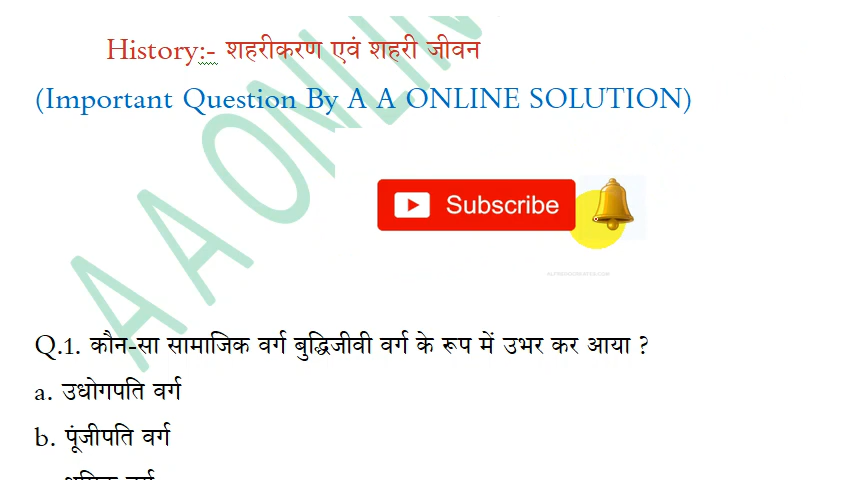 History:- शहरीकरण एवं शहरी जीवन
(Important Question By A A ONLINE SOLUTION)
A A ONLIN
Subscribe
Q.1. कौन-सा सामाजिक वर्ग बुद्धिजीवी वर्ग के रूप में उभर कर आया ?
a. उधोगपति वर्ग
b. पूंजीपति वर्ग